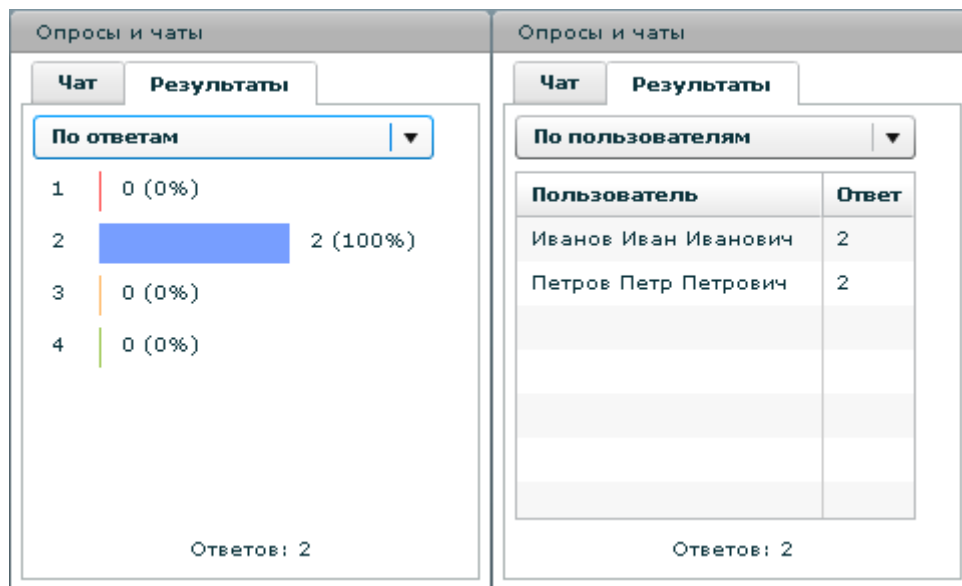 Опросы и чаты
Чат Результаты
По ответам
1 0 (0%)
2 2 (100%)
3 0 (0%)
4 0 (0%)
Ответов: 2
Опросы и чаты
Чат Результаты
По пользователям
Пользователь Ответ
Иванов Иван Иванович 2
Петров Петр Петрович 2
Ответов: 2